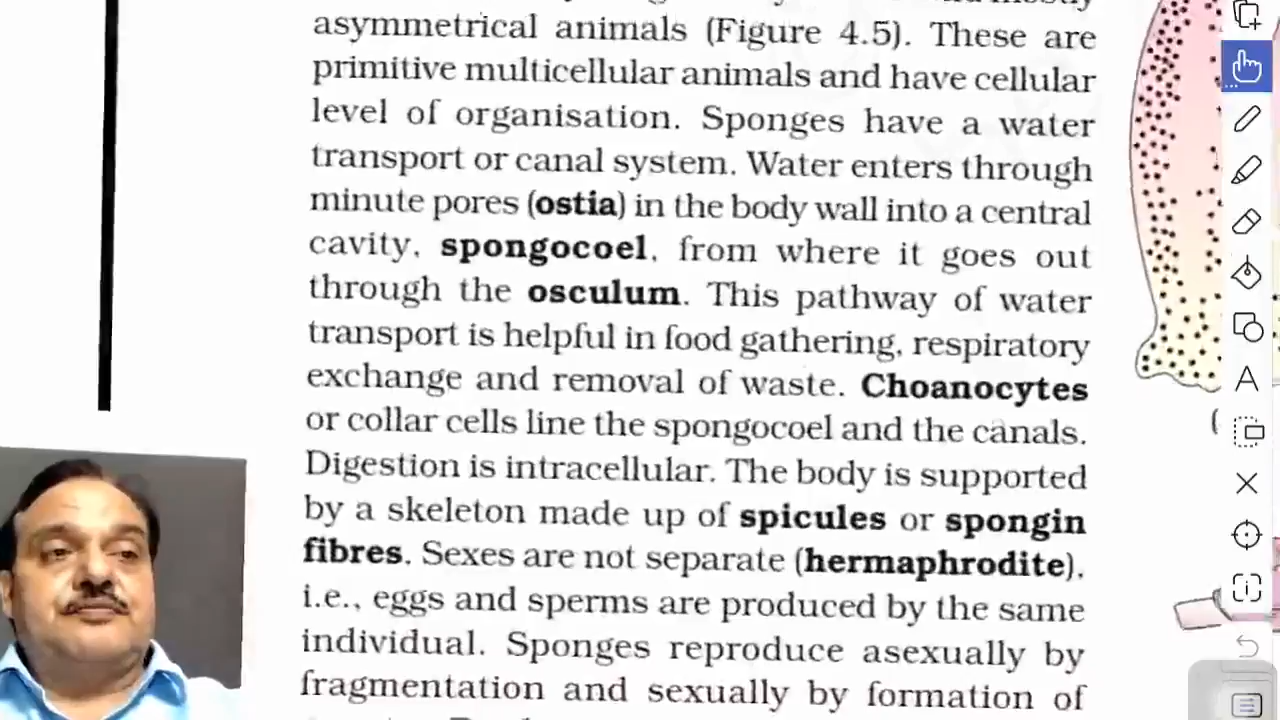 asymmetrical animals (Figure 4.5). These are
primitive multicellular animals and have cellular
level of organisation. Sponges have a water
transport or canal system. Water enters through
minute pores (ostia) in the body wall into a central
cavity, spongocoel, from where it goes out
through the osculum. This pathway of water
transport is helpful in food gathering, respiratory
exchange and removal of waste. Choanocytes
or collar cells line the spongocoel and the canals.
Digestion is intracellular. The body is supported
by a skeleton made up of spicules or spongin
fibres. Sexes are not separate (hermaphrodite),
i.e., eggs and sperms are produced by the same
individual. Sponges reproduce asexually by
fragmentation and sexually by formation of